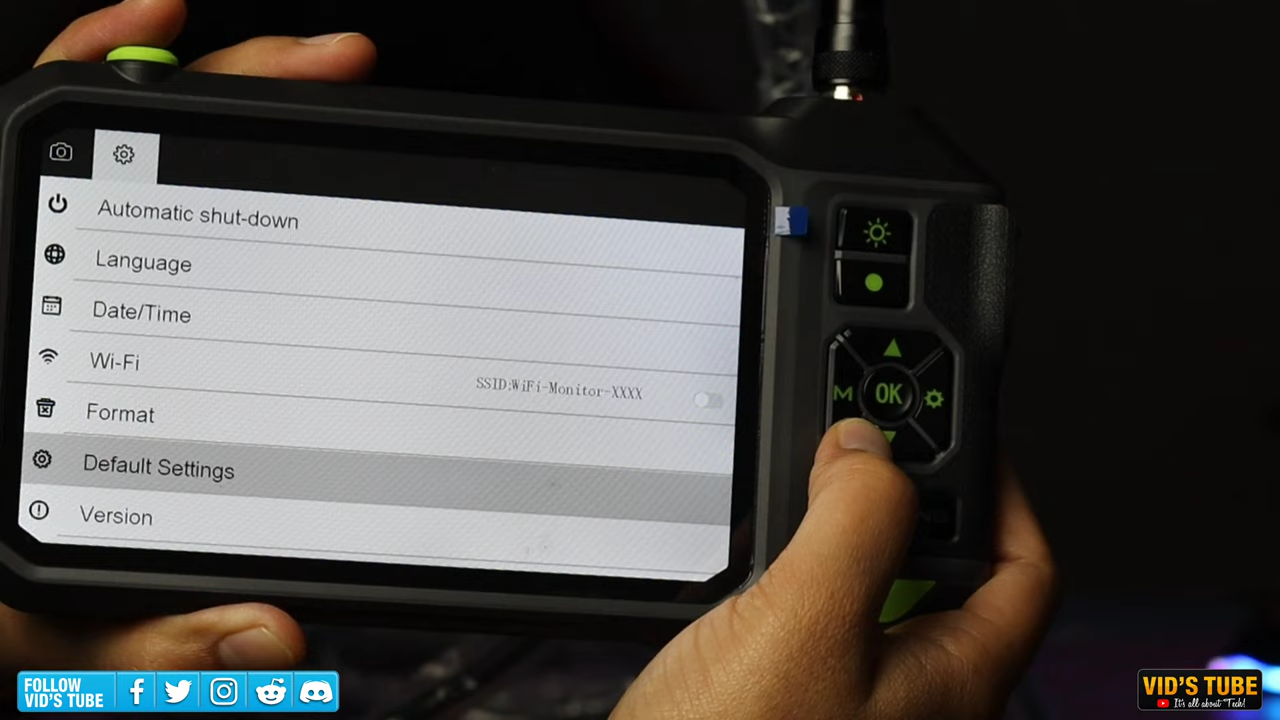 Automatic shut-down
Language
Date/Time
Wi-Fi
SSID:WiFi-Monitor-XXXX
Format
Default Settings
Version
M
OK
FOLLOW
VID'S TUBE
VID'S TUBE
It's all about "Tech!